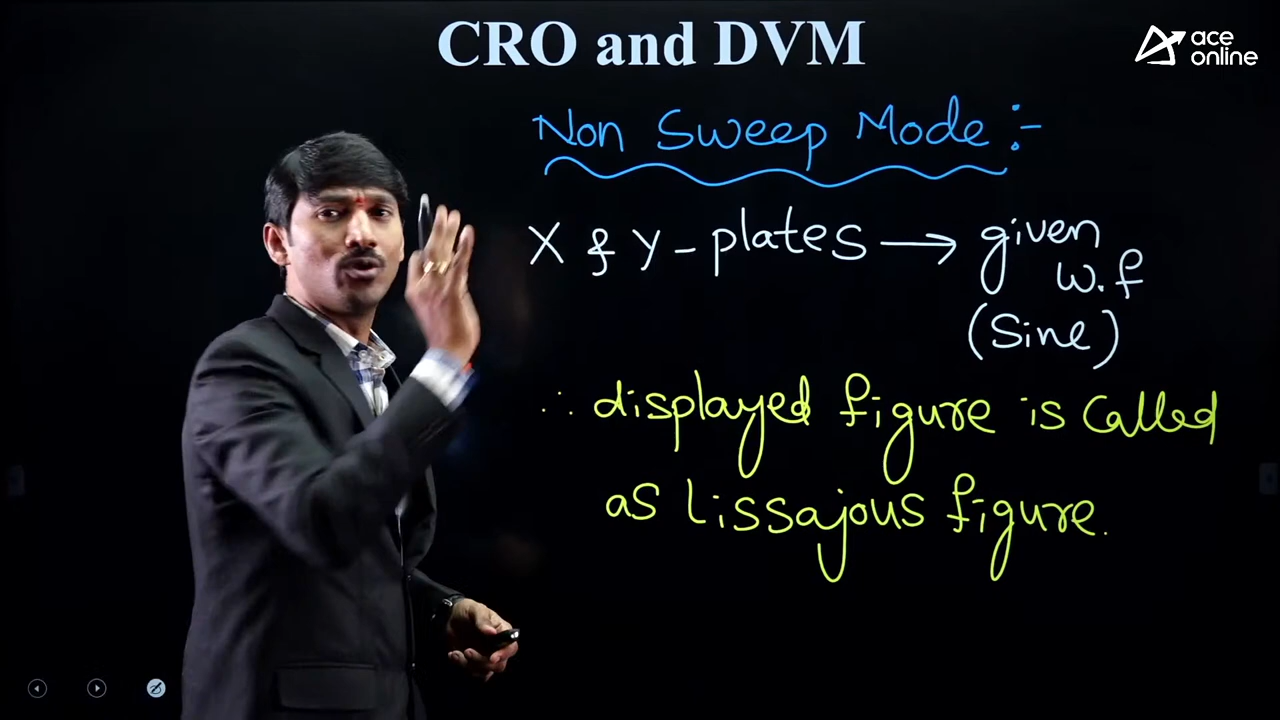 CRO and DVM
ace
online
Non Sweep Mode :-
X & Y - plates → given
w.f
(Sine)
∴ displayed figure is Called
as Lissajous figure.